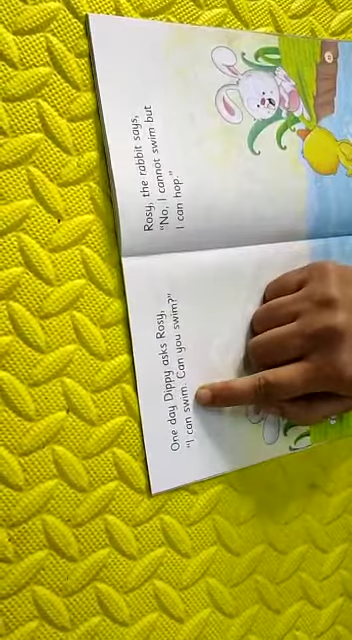 One day Dippy asks Rosy,
"I can swim. Can you swim?"
Rosy, the rabbit says,
"No, I cannot swim but
I can hop."